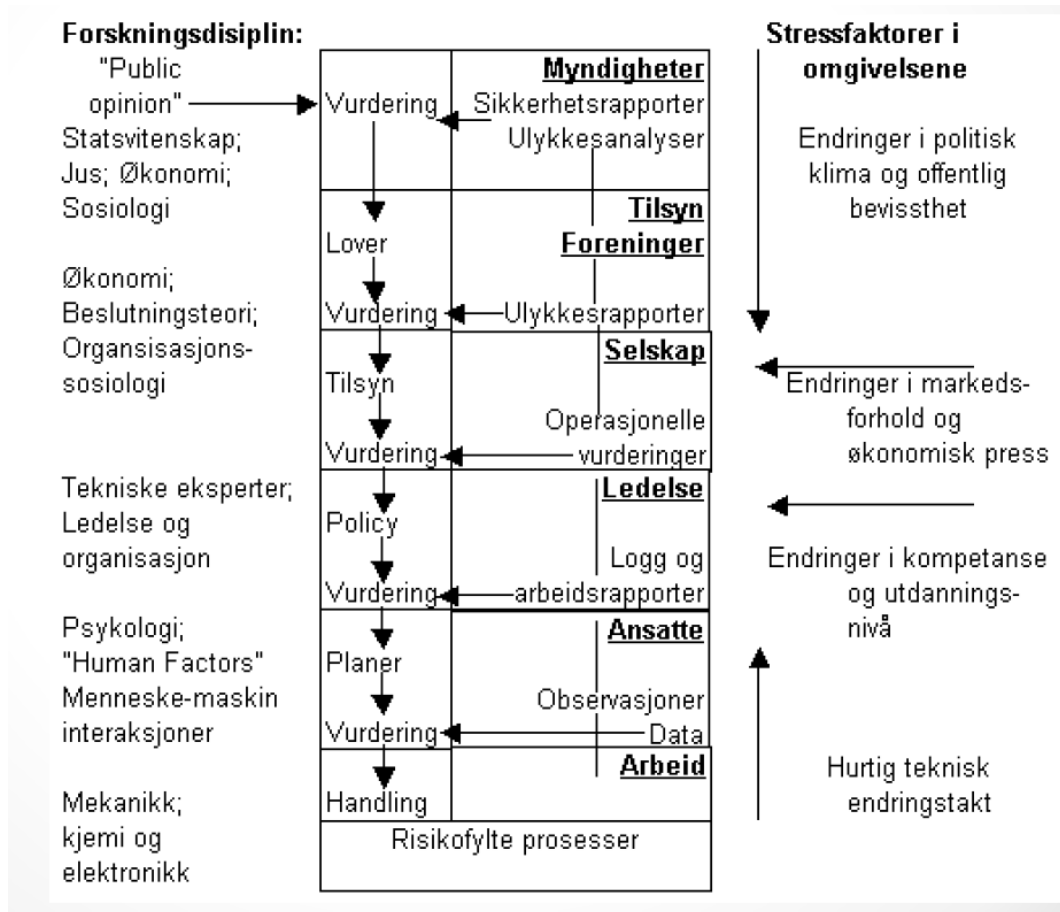 Forskningsdisiplin:
"Public
opinion"
Statsvitenskap;
Jus; Økonomi;
Sosiologi
Økonomi;
Beslutningsteori;
Organsisasjons-
sosiologi
Tekniske eksperter;
Ledelse og
organisasjon
Psykologi;
"Human Factors"
Menneske-maskin
interaksjoner
Mekanikk;
kjemi og
elektronikk
Myndigheter
Vurdering
Sikkerhetsrapporter
Ulykkesanalyser
Tilsyn
Lover
Foreninger
Vurdering
Ulykkesrapporter
Selskap
Tilsyn
Operasjonelle
Vurdering
vurderinger
Ledelse
Policy
Logg og
Vurdering
arbeidsrapporter
Ansatte
Planer
Observasjoner
Vurdering
Data
Arbeid
Handling
Risikofylte prosesser
Stressfaktorer i
omgivelsene
Endringer i politisk
klima og offentlig
bevissthet
Endringer i markeds-
forhold og
økonomisk press
Endringer i kompetanse
og utdannings-
nivå
Hurtig teknisk
endringstakt